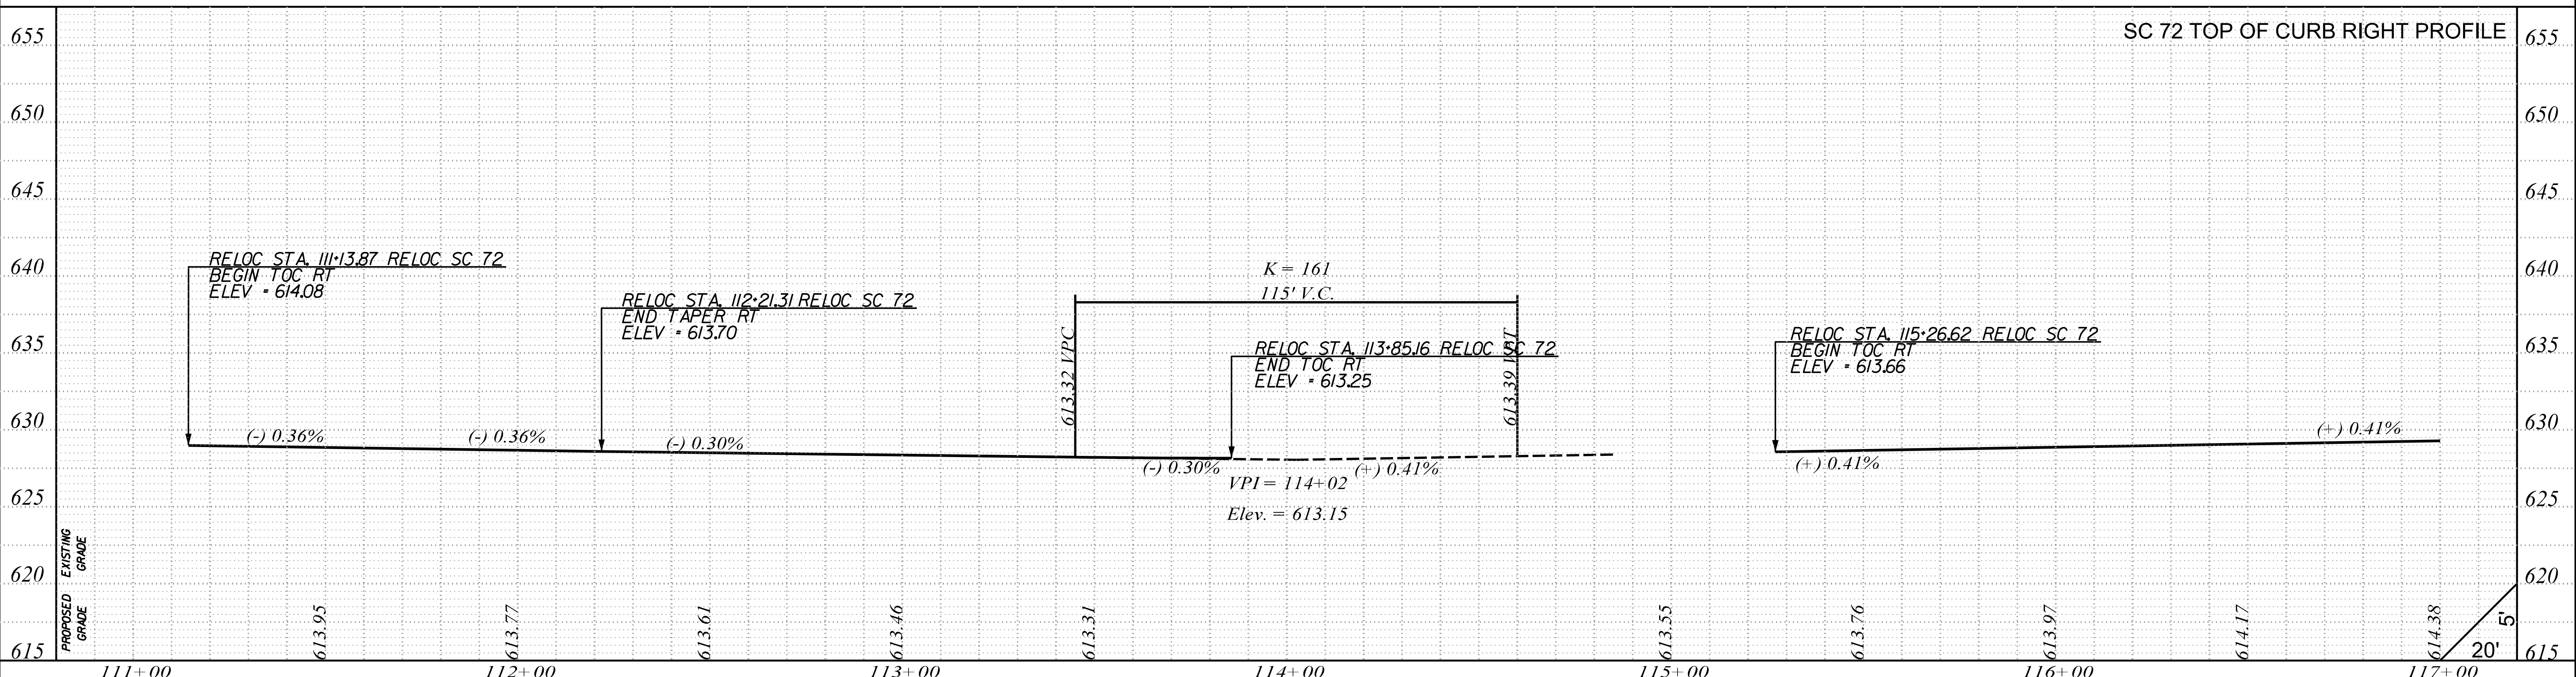 SC 72 TOP OF CURB RIGHT PROFILE
655
655
650
650
645
645
640
640
635
635
630
630
625
625
620
620
615
615
RELOC STA. 111+13.87 RELOC SC 72
BEGIN TOC RT
ELEV = 614.08
RELOC STA. 112+21.31 RELOC SC 72
END TAPER RT
ELEV = 613.70
K = 161
115' V.C.
613.32 VPC
613.39 VPT
RELOC STA. 113+85.16 RELOC SC 72
END TOC RT
ELEV = 613.25
RELOC STA. 115+26.62 RELOC SC 72
BEGIN TOC RT
ELEV = 613.66
(-) 0.36%
(-) 0.36%
(-) 0.30%
(-) 0.30%
(+) 0.41%
(+) 0.41%
(+) 0.41%
VPI = 114+02
Elev. = 613.15
EXISTING
GRADE
PROPOSED
GRADE
613.95
613.77
613.61
613.46
613.31
613.55
613.76
613.97
614.17
614.38
5'
20'
111+00
112+00
113+00
114+00
115+00
116+00
117+00